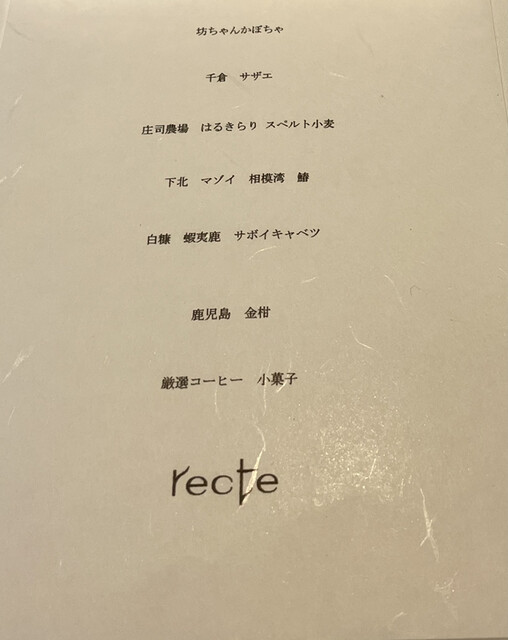 坊ちゃんかぼちゃ
千倉　サザエ
庄司農場　はるきらり スペルト小麦
下北　マゾイ　相模湾　鰆
白糠　蝦夷鹿　サボイキャベツ
鹿児島　金柑
厳選コーヒー　小菓子
recte